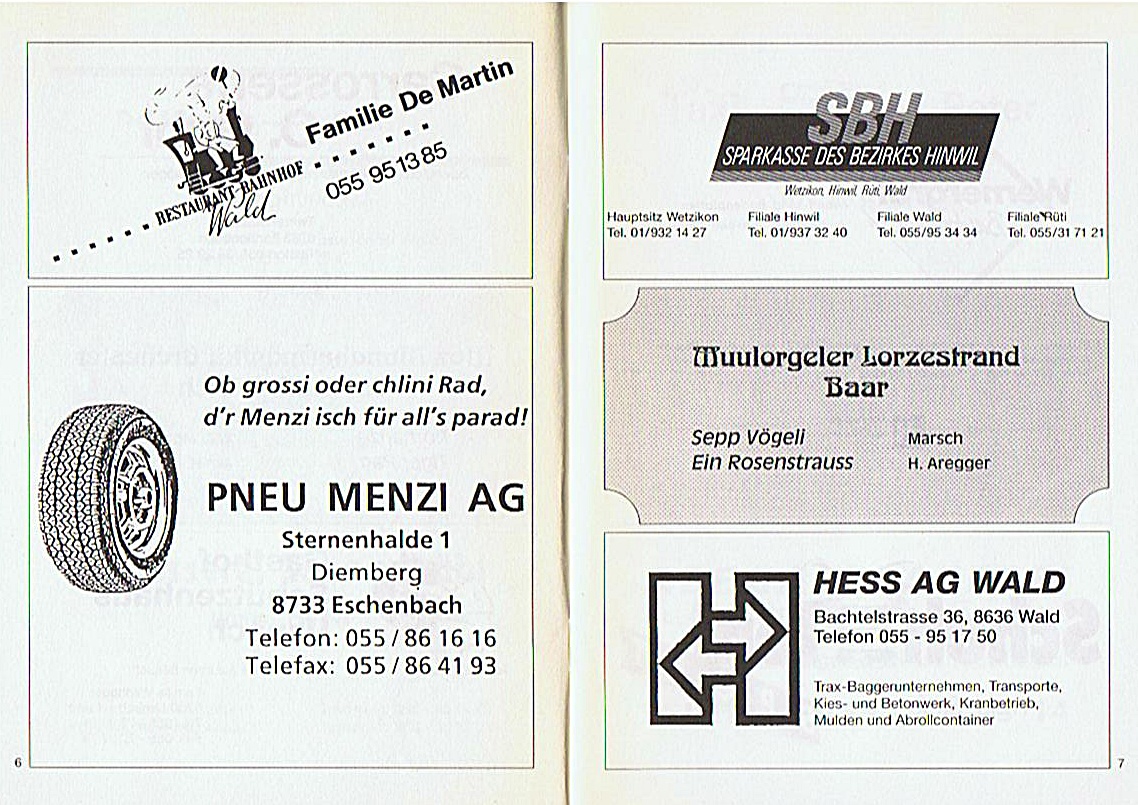 Familie De Martin
055 95 13 85
RESTAURANT BAHNHOF
Wald
Ob grossi oder chlini Rad,
d'r Menzi isch für all's parad!
PNEU MENZI AG
Sternenhalde 1
Diemberg
8733 Eschenbach
Telefon: 055 / 86 16 16
Telefax: 055 / 86 41 93
6
SBH
SPARKASSE DES BEZIRKES HINWIL
Wetzikon, Hinwil, Rüti, Wald
Hauptsitz Wetzikon Filiale Hinwil Filiale Wald Filiale Rüti
Tel. 01/932 14 27 Tel. 01/937 32 40 Tel. 055/95 34 34 Tel. 055/31 71 21
Muulorgeler Lorzestrand
Baar
Sepp Vögeli Marsch
Ein Rosenstrauss H. Aregger
HESS AG WALD
Bachtelstrasse 36, 8636 Wald
Telefon 055 - 95 17 50
Trax-Baggerunternehmen, Transporte,
Kies- und Betonwerk, Kranbetrieb,
Mulden und Abrollcontainer
7